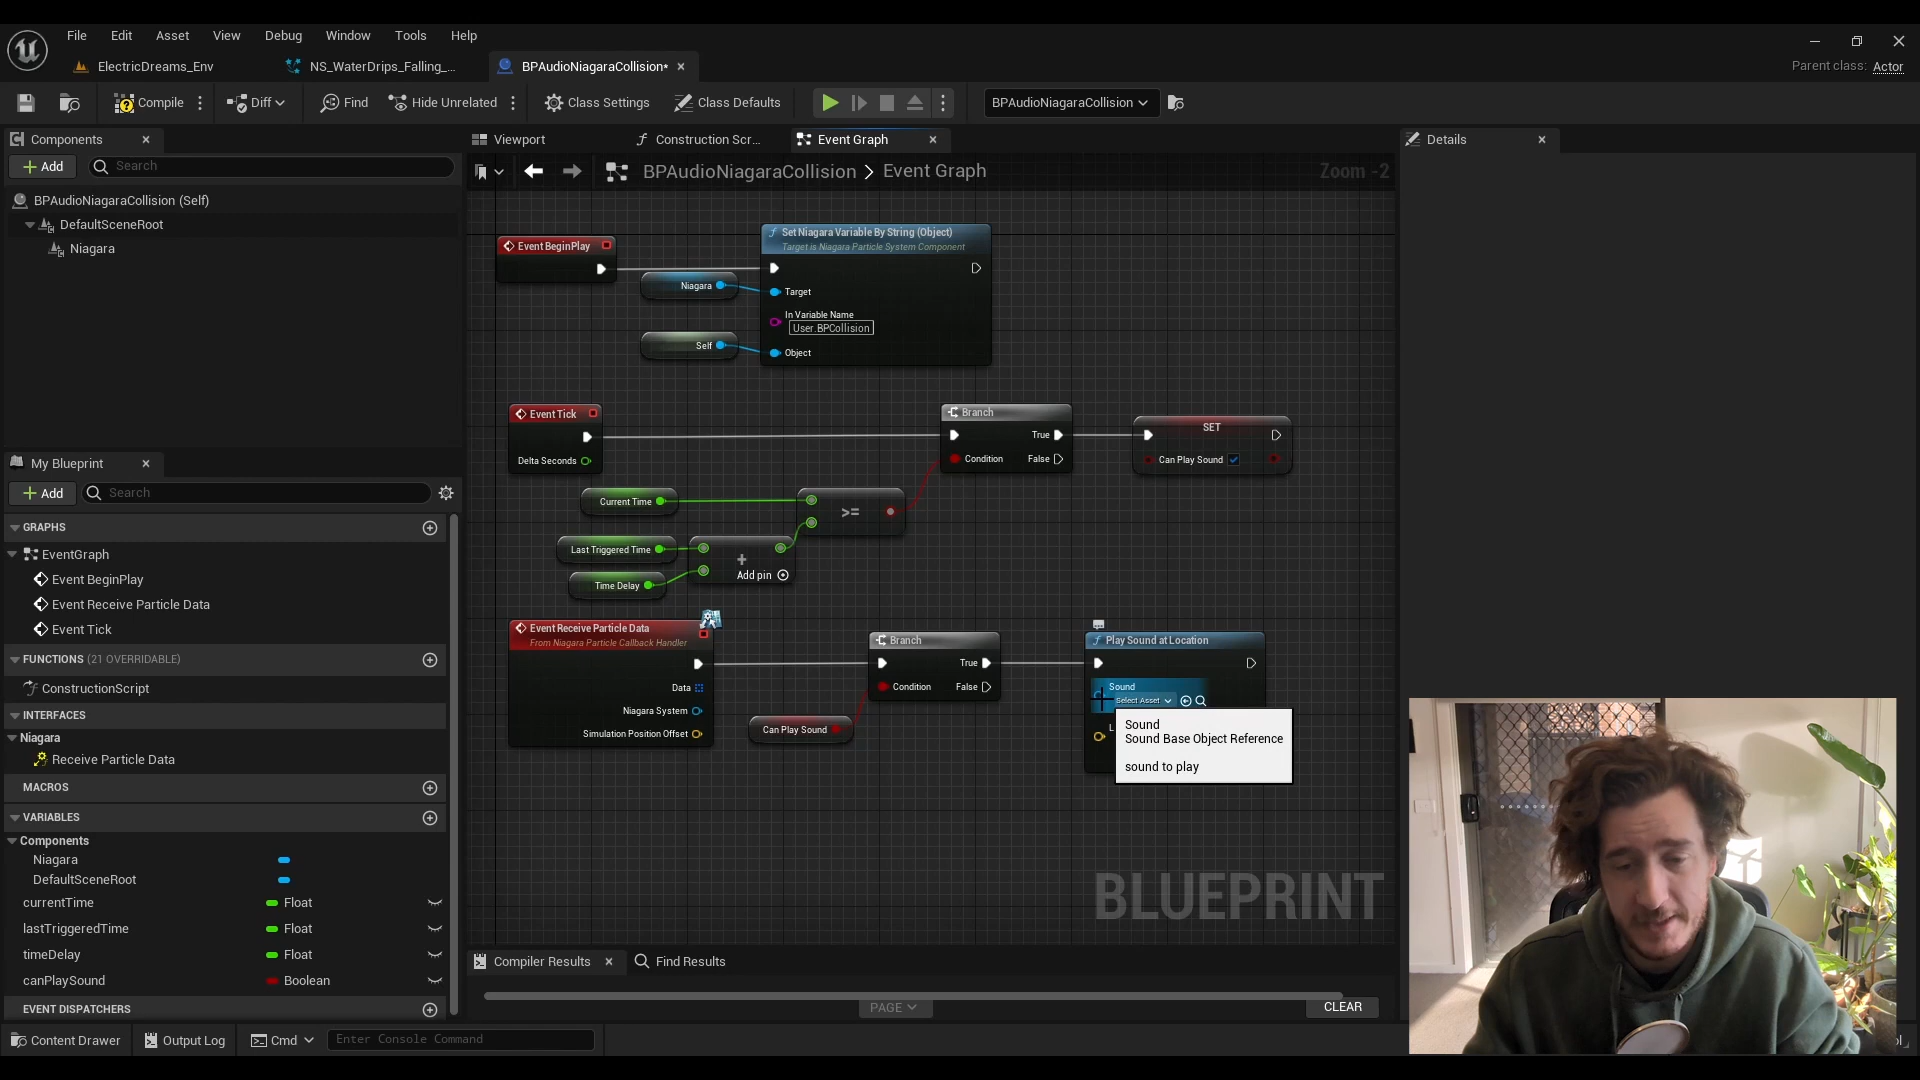 File Edit Asset View Debug Window Tools Help
ElectricDreams_Env
NS_WaterDrips_Falling_...
BPAudioNiagaraCollision*
Parent class: Actor
Compile
Diff
Find
Hide Unrelated
Class Settings
Class Defaults
BPAudioNiagaraCollision
Components
Add
Search
BPAudioNiagaraCollision (Self)
DefaultSceneRoot
Niagara
My Blueprint
Add
Search
GRAPHS
EventGraph
Event BeginPlay
Event Receive Particle Data
Event Tick
FUNCTIONS (21 OVERRIDABLE)
ConstructionScript
INTERFACES
Niagara
Receive Particle Data
MACROS
VARIABLES
Components
Niagara
DefaultSceneRoot
currentTime Float
lastTriggeredTime Float
timeDelay Float
canPlaySound Boolean
EVENT DISPATCHERS
Viewport
Construction Scr...
Event Graph
BPAudioNiagaraCollision > Event Graph
Zoom -2
Event BeginPlay
Niagara
Self
Set Niagara Variable By String (Object)
Target is Niagara Particle System Component
Target
In Variable Name
User.BPCollision
Object
Event Tick
Delta Seconds
Branch
True
Condition
False
SET
Can Play Sound
Current Time
>=
Last Triggered Time
+
Time Delay
Add pin
Event Receive Particle Data
From Niagara Particle Callback Handler
Data
Niagara System
Simulation Position Offset
Branch
True
Condition
False
Can Play Sound
Play Sound at Location
Sound
Select Asset
L
Sound
Sound Base Object Reference
sound to play
BLUEPRINT
Compiler Results
Find Results
PAGE
CLEAR
Details
Content Drawer
Output Log
Cmd
Enter Console Command